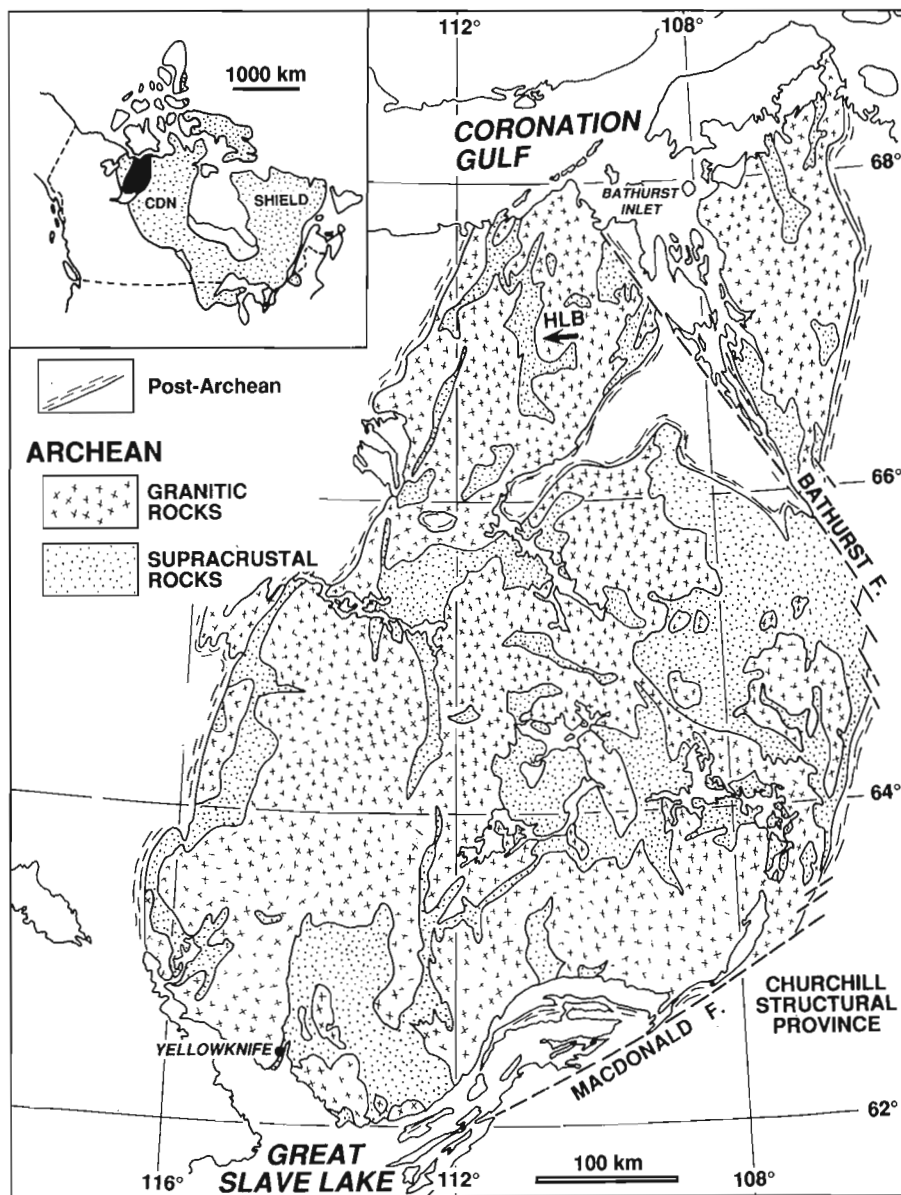 112°
108°
1000 km
CDN
SHIELD
CORONATION
GULF
68°
BATHURST
INLET
HLB
Post-Archean
ARCHEAN
GRANITIC
ROCKS
SUPRACRUSTAL
ROCKS
66°
BATHURST F.
64°
CHURCHILL
STRUCTURAL
PROVINCE
MACDONALD F.
YELLOWKNIFE
62°
GREAT
SLAVE LAKE
100 km
116°
112°
108°